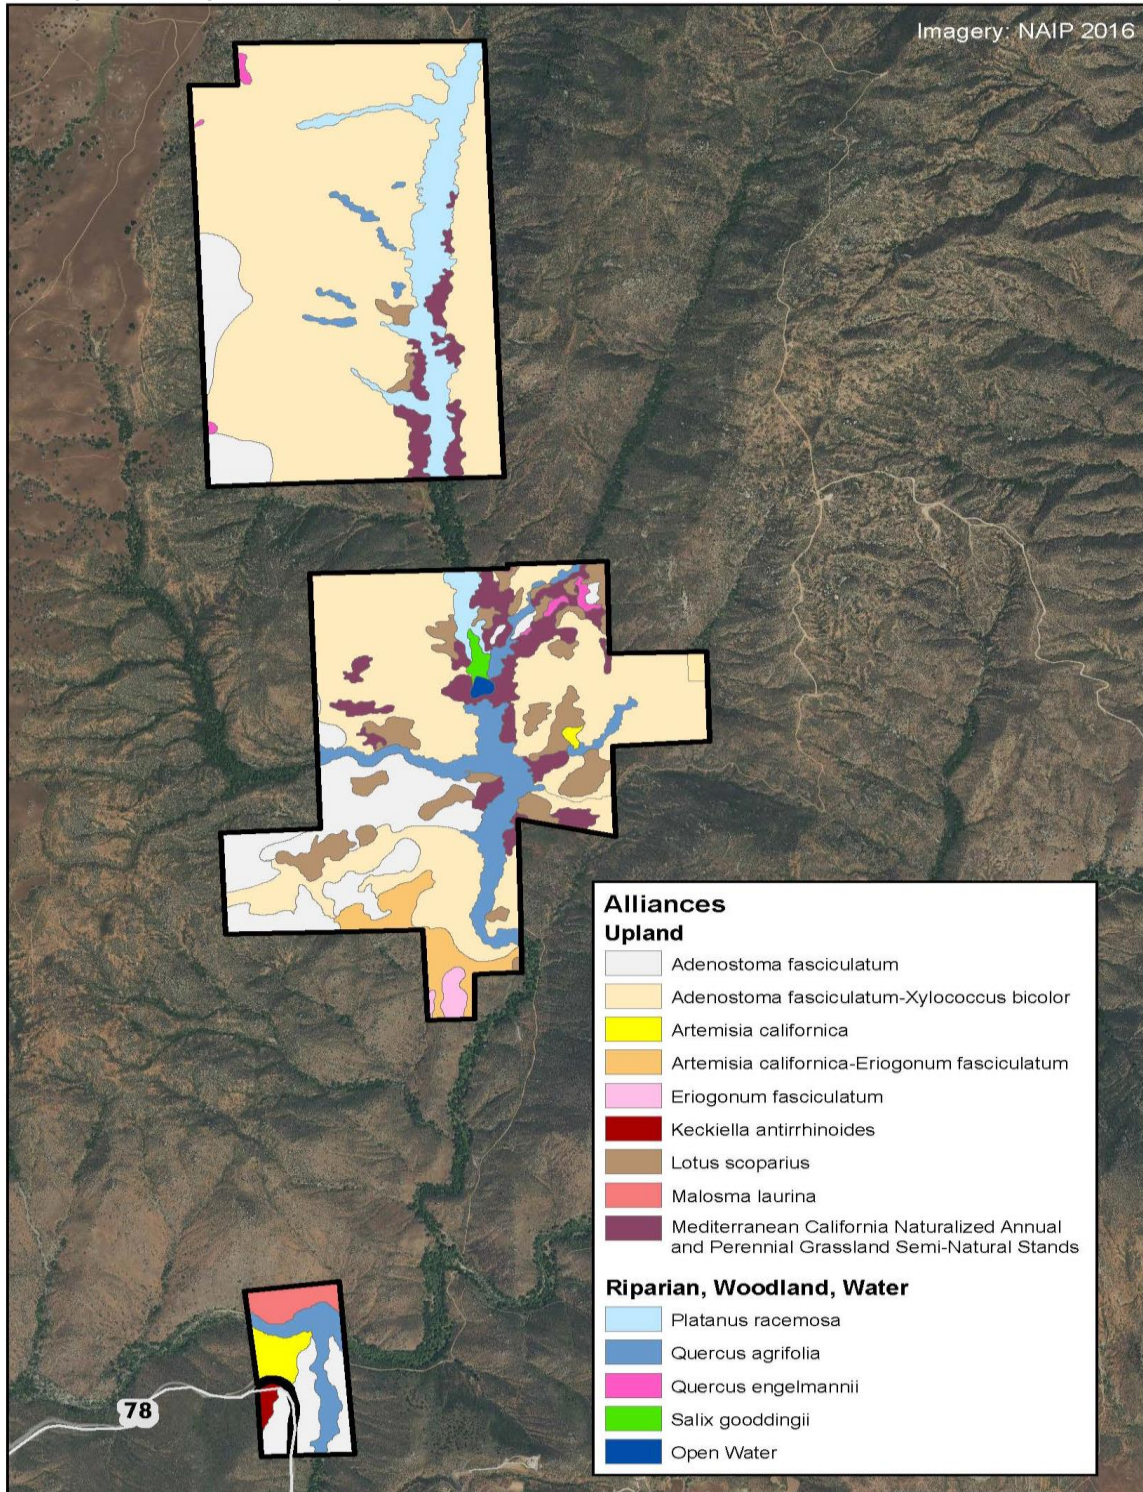 Imagery: NAIP 2016
Alliances
Upland
Adenostoma fasciculatum
Adenostoma fasciculatum-Xylococcus bicolor
Artemisia californica
Artemisia californica-Eriogonum fasciculatum
Eriogonum fasciculatum
Keckiella antirrhinoides
Lotus scoparius
Malosma laurina
Mediterranean California Naturalized Annual
and Perennial Grassland Semi-Natural Stands
Riparian, Woodland, Water
Platanus racemosa
Quercus agrifolia
Quercus engelmannii
Salix gooddingii
Open Water
78